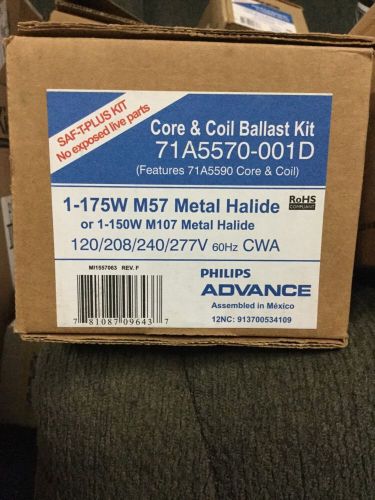 SAF-T-PLUS KIT
No exposed live parts
Core & Coil Ballast Kit
71A5570-001D
(Features 71A5590 Core & Coil)
1-175W M57 Metal Halide
RoHS
COMPLIANT
or 1-150W M107 Metal Halide
120/208/240/277V 60Hz CWA
MI1557063 REV. F
7 81087 09643 7
PHILIPS
ADVANCE
Assembled in México
12NC: 913700534109